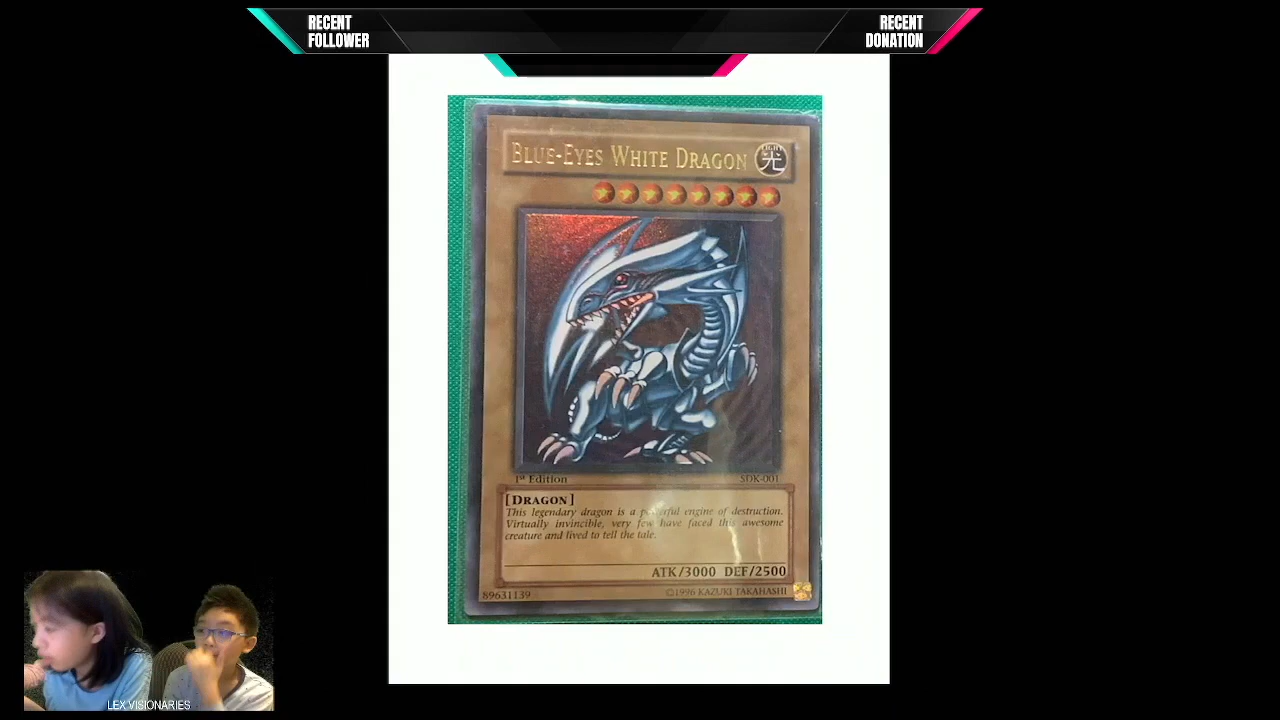 RECENT
FOLLOWER
RECENT
DONATION
BLUE-EYES WHITE DRAGON
LIGHT
光
1st Edition
SDK-001
[DRAGON]
This legendary dragon is a powerful engine of destruction.
Virtually invincible, very few have faced this awesome
creature and lived to tell the tale.
ATK/3000 DEF/2500
89631139
©1996 KAZUKI TAKAHASHI
LEX VISIONARIES